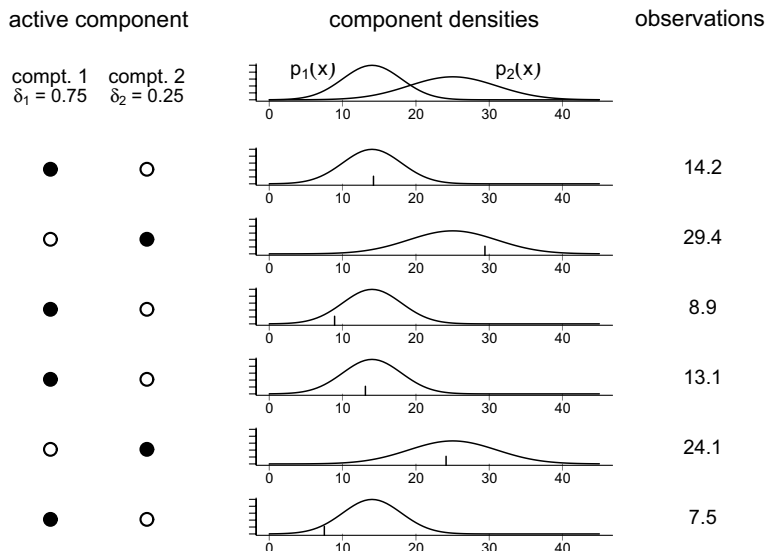 active component component densities observations
compt. 1 compt. 2
δ1 = 0.75 δ2 = 0.25
p1(x) p2(x)
0 10 20 30 40
14.2
0 10 20 30 40
29.4
0 10 20 30 40
8.9
0 10 20 30 40
13.1
0 10 20 30 40
24.1
0 10 20 30 40
7.5
0 10 20 30 40